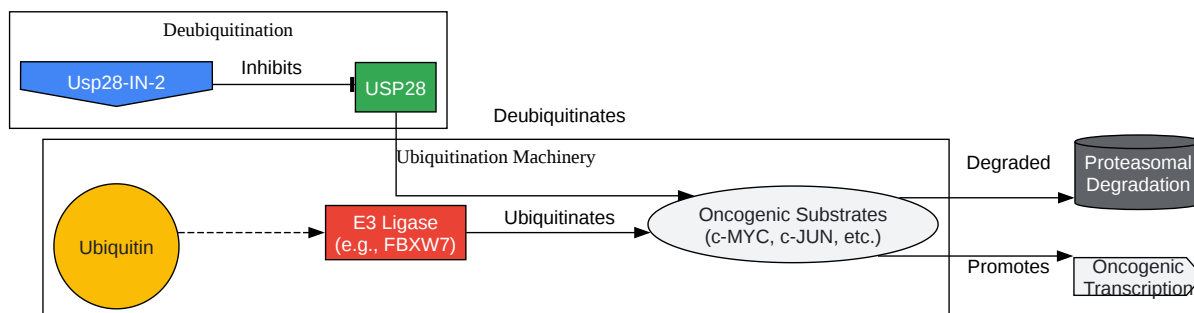 Deubiquitination
Usp28-IN-2
Inhibits
USP28
Deubiquitinates
Ubiquitination Machinery
Ubiquitin
E3 Ligase
(e.g., FBXW7)
Ubiquitinates
Oncogenic Substrates
(c-MYC, c-JUN, etc.)
Degraded
Proteasomal
Degradation
Promotes
Oncogenic
Transcription